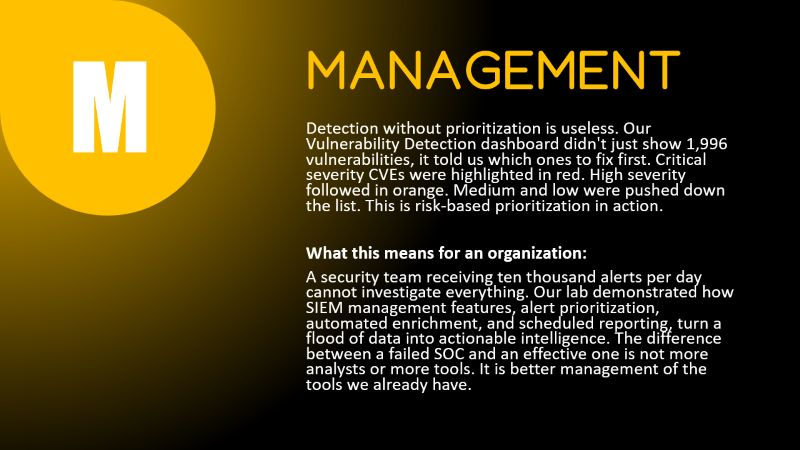 M
MANAGEMENT
Detection without prioritization is useless. Our
Vulnerability Detection dashboard didn't just show 1,996
vulnerabilities, it told us which ones to fix first. Critical
severity CVEs were highlighted in red. High severity
followed in orange. Medium and low were pushed down
the list. This is risk-based prioritization in action.
What this means for an organization:
A security team receiving ten thousand alerts per day
cannot investigate everything. Our lab demonstrated how
SIEM management features, alert prioritization,
automated enrichment, and scheduled reporting, turn a
flood of data into actionable intelligence. The difference
between a failed SOC and an effective one is not more
analysts or more tools. It is better management of the
tools we already have.